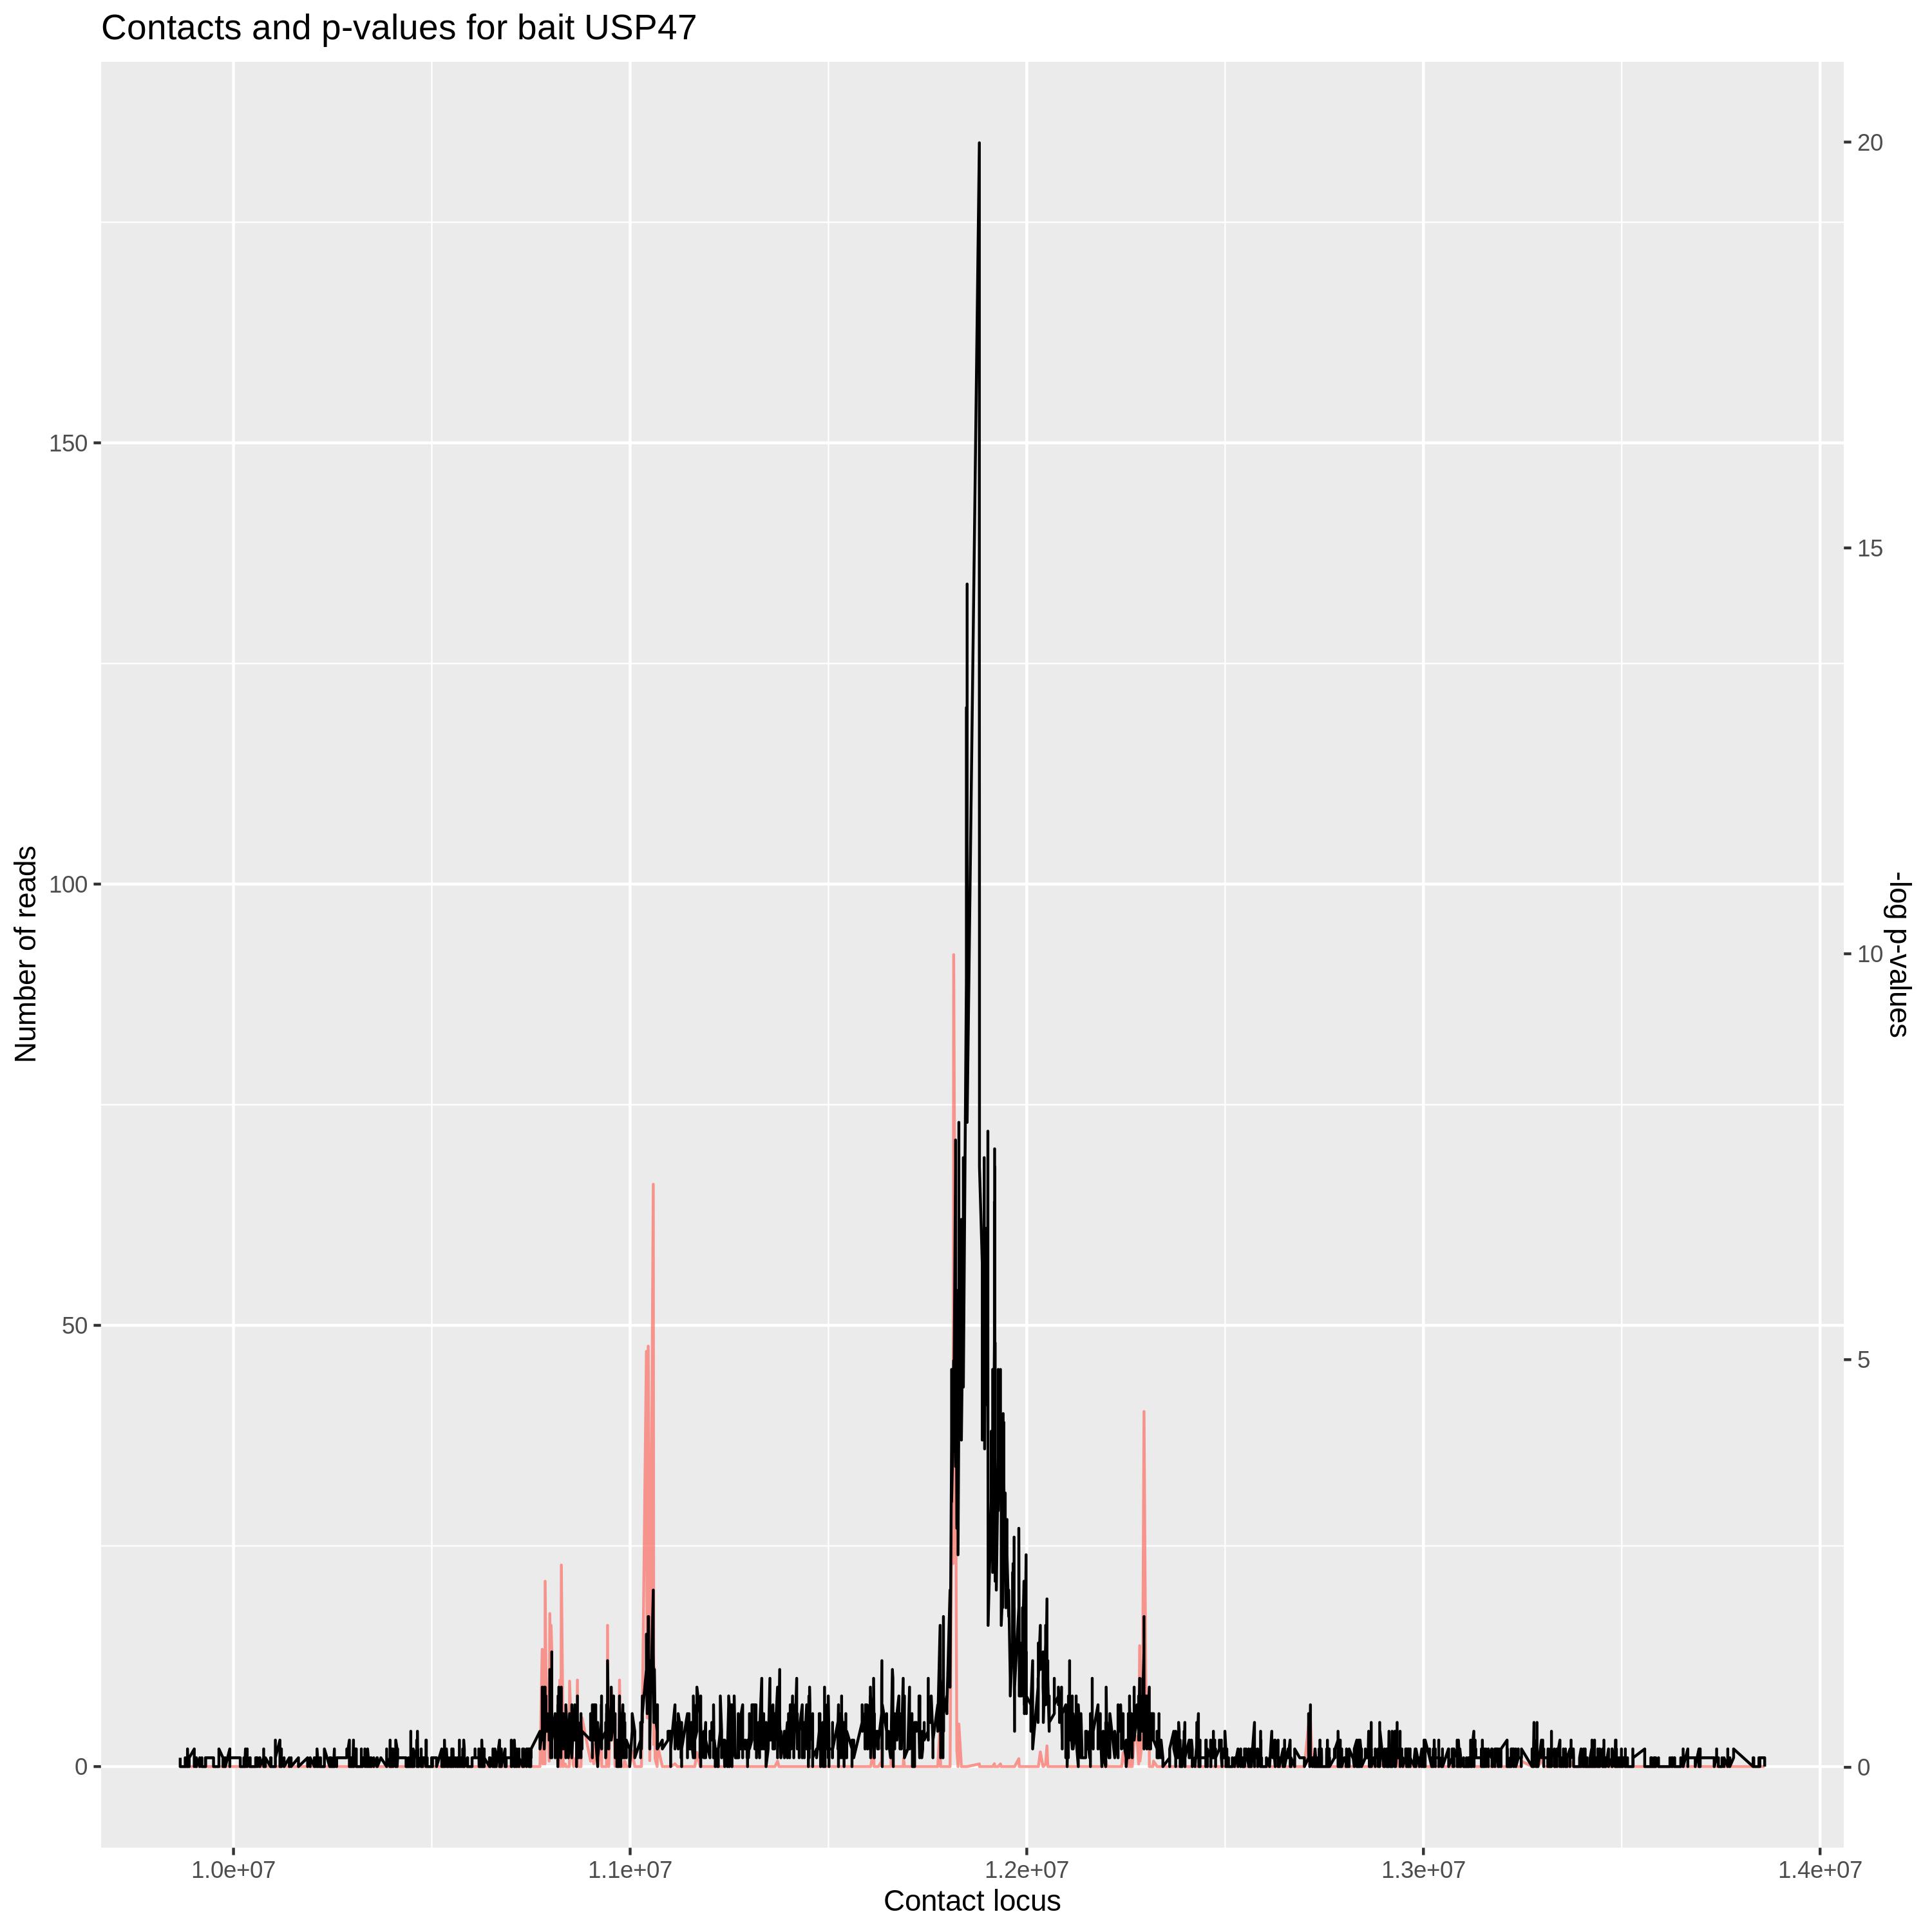 Contacts and p-values for bait USP47
Number of reads
150
100
50
0
20
15
10
5
0
-log p-values
1.0e+07
1.1e+07
1.2e+07
1.3e+07
1.4e+07
Contact locus